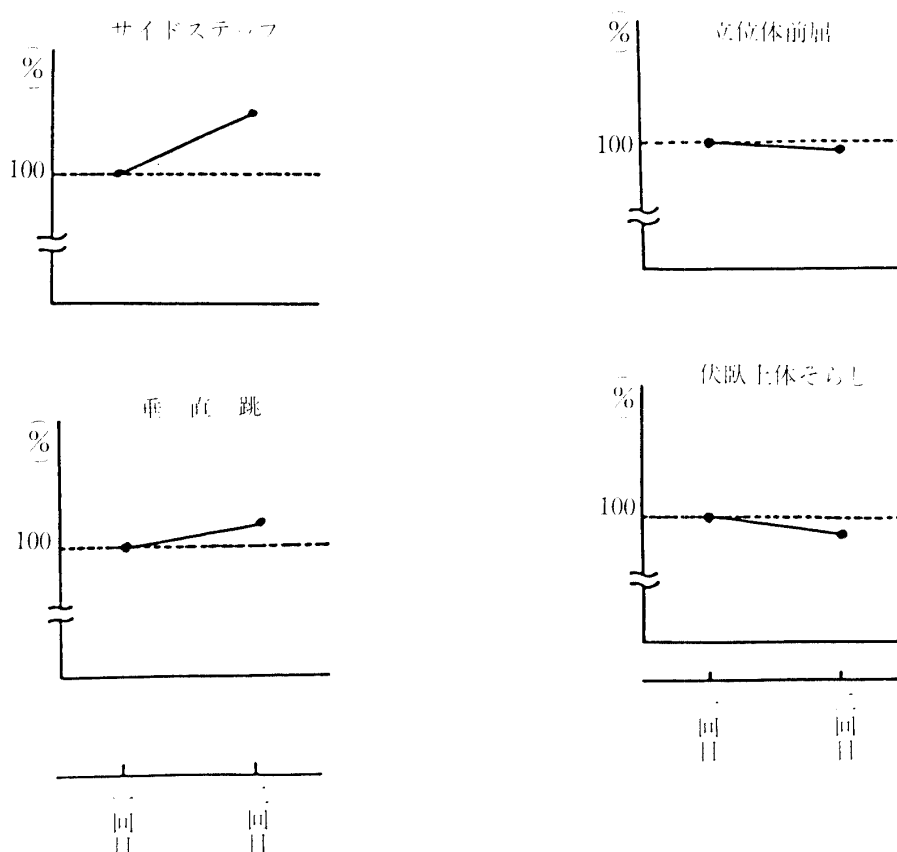 サイドステップ
(%)
100
立位体前屈
(%)
100
垂直跳
(%)
100
伏臥上体そらし
(%)
100
回目
回目
回目
回目